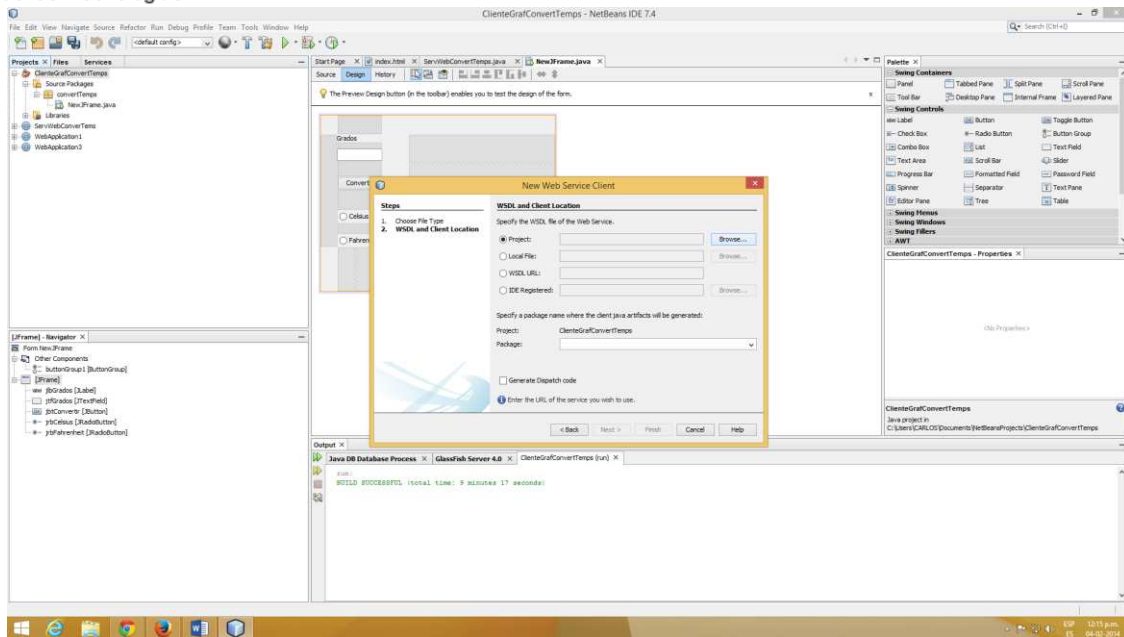 ClienteGrafConvertTemps - NetBeans IDE 7.4
File Edit View Navigate Source Refactor Run Debug Profile Team Tools Window Help
Search (Ctrl+I)
<default config>
Projects Files Services
ClienteGrafConvertTemps
Source Packages
convertTemps
NewJFrame.java
Libraries
ServWebConverTems
WebApplication1
WebApplication3
Start Page index.html ServWebConvertTemps.java NewJFrame.java
Source Design History
The Preview Design button (in the toolbar) enables you to test the design of the form.
Grados
Convert
Celsius
Fahren
New Web Service Client
Steps
1. Choose File Type
2. WSDL and Client Location
WSDL and Client Location
Specify the WSDL file of the Web Service.
Project: Browse...
Local File: Browse...
WSDL URL:
IDE Registered: Browse...
Specify a package name where the client java artifacts will be generated:
Project: ClienteGrafConvertTemps
Package:
Generate Dispatch code
Enter the URL of the service you wish to use.
< Back Next > Finish Cancel Help
Palette
Swing Containers
Panel Tabbed Pane Split Pane Scroll Pane
Tool Bar Desktop Pane Internal Frame Layered Pane
Swing Controls
Label Button Toggle Button
Check Box Radio Button Button Group
Combo Box List Text Field
Text Area Scroll Bar Slider
Progress Bar Formatted Field Password Field
Spinner Separator Text Pane
Editor Pane Tree Table
Swing Menus
Swing Windows
Swing Fillers
AWT
ClienteGrafConvertTemps - Properties
<No Properties>
ClienteGrafConvertTemps
Java project in
C:\Users\CARLOS\Documents\NetBeansProjects\ClienteGrafConvertTemps
[JFrame] - Navigator
Form NewJFrame
Other Components
buttonGroup1 [ButtonGroup]
[JFrame]
jlbGrados [JLabel]
jtfGrados [JTextField]
jbtConvertir [JButton]
jrbCelsius [JRadioButton]
jrbFahrenheit [JRadioButton]
Output
Java DB Database Process GlassFish Server 4.0 ClienteGrafConvertTemps (run)
run:
BUILD SUCCESSFUL (total time: 9 minutes 17 seconds)
ESP 12:15 p.m.
ES 04-02-2014